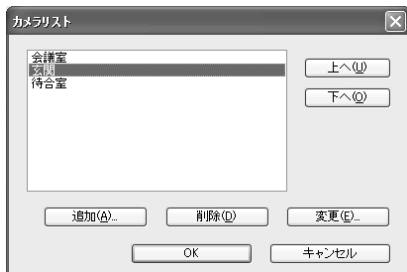 カメラリスト
会議室
玄関
待合室
上へ(U)
下へ(O)
追加(A)...
削除(D)
変更(E)...
OK
キャンセル